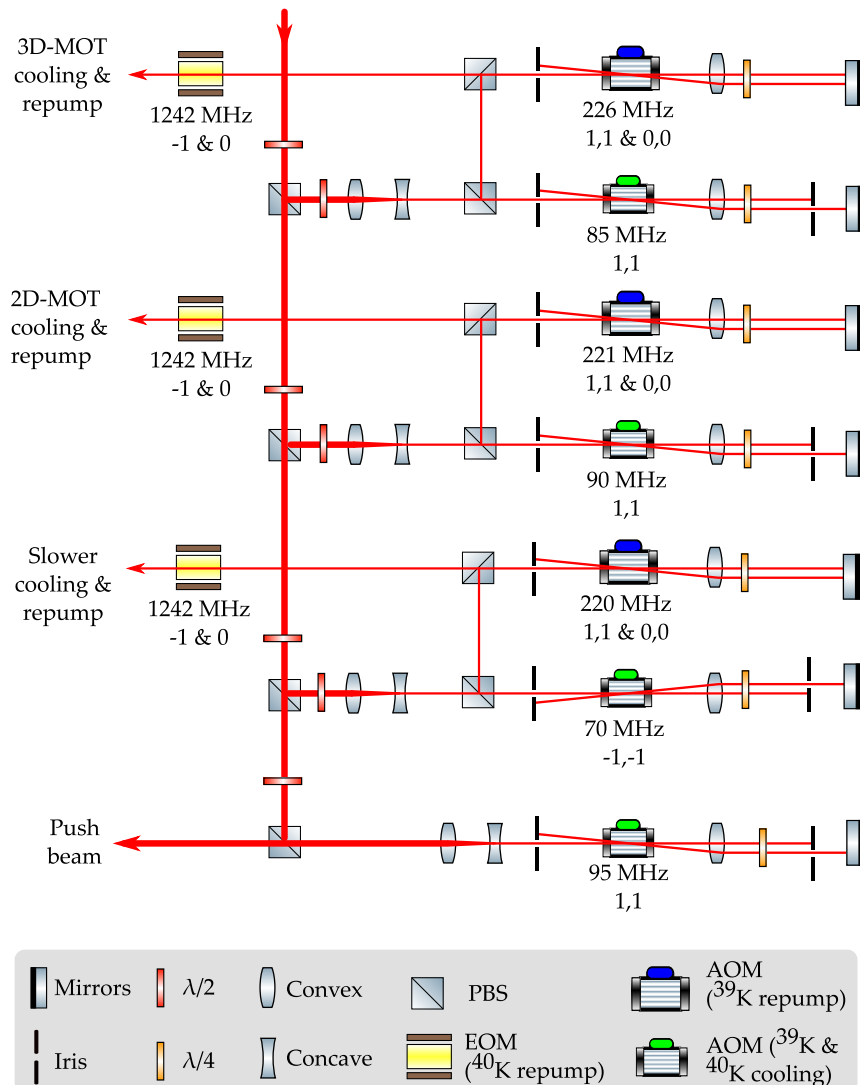 3D-MOT
cooling &
repump
1242 MHz
-1 & 0
226 MHz
1,1 & 0,0
85 MHz
1,1
2D-MOT
cooling &
repump
1242 MHz
-1 & 0
221 MHz
1,1 & 0,0
90 MHz
1,1
Slower
cooling &
repump
1242 MHz
-1 & 0
220 MHz
1,1 & 0,0
70 MHz
-1,-1
Push
beam
95 MHz
1,1
Mirrors
λ/2
Convex
PBS
AOM
(³⁹K repump)
Iris
λ/4
Concave
EOM
(⁴⁰K repump)
AOM (³⁹K &
⁴⁰K cooling)